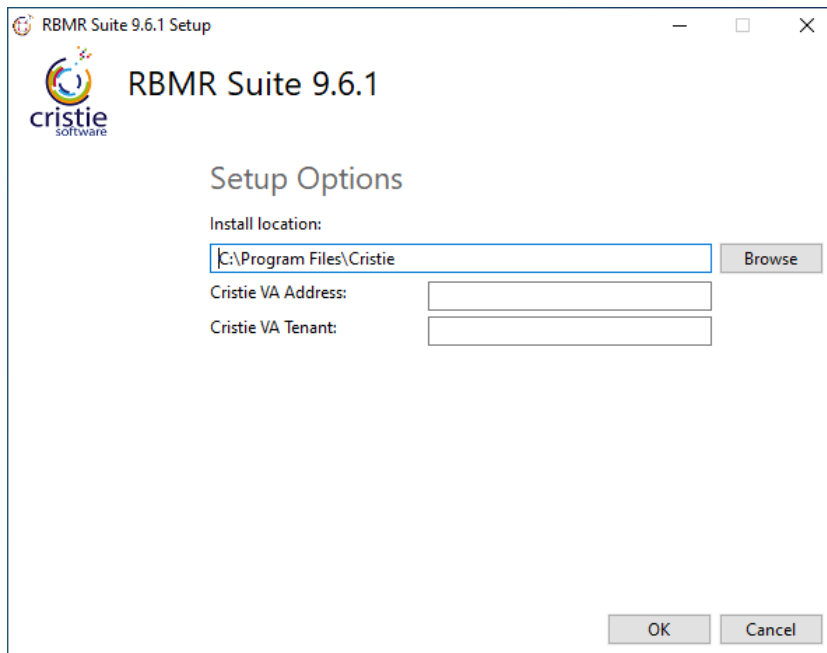 RBMR Suite 9.6.1 Setup
cristie
software
RBMR Suite 9.6.1
Setup Options
Install location:
C:\Program Files\Cristie
Browse
Cristie VA Address:
Cristie VA Tenant:
OK
Cancel